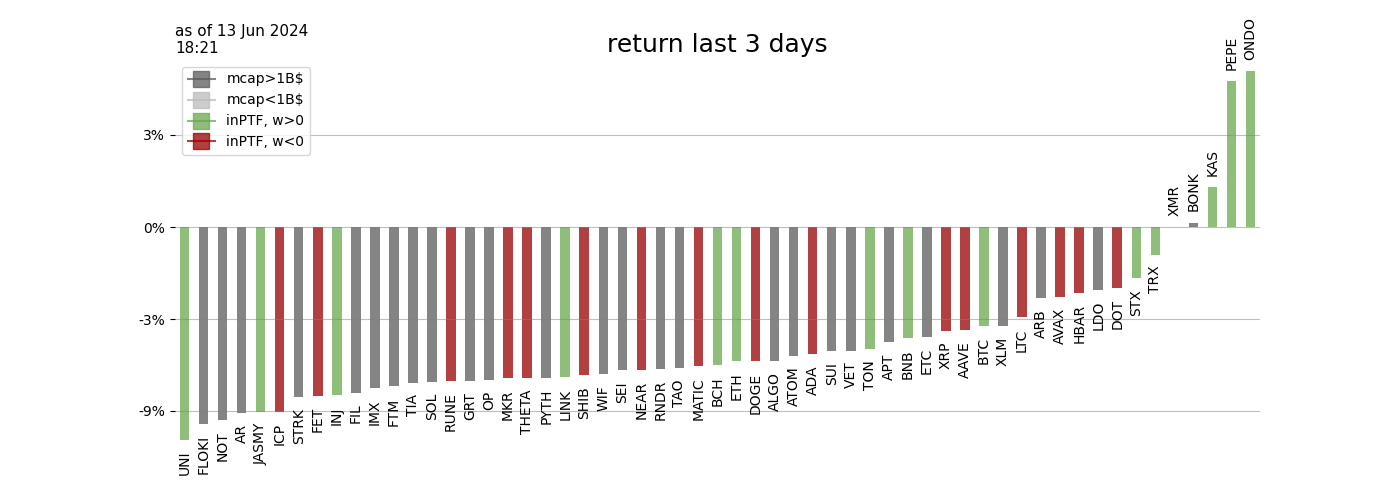 as of 13 Jun 2024
18:21
return last 3 days
mcap>1B$
mcap<1B$
inPTF, w>0
inPTF, w<0
3%
0%
-3%
-9%
UNI
FLOKI
NOT
AR
JASMY
ICP
STRK
FET
INJ
FIL
IMX
FTM
TIA
SOL
RUNE
GRT
OP
MKR
THETA
PYTH
LINK
SHIB
WIF
SEI
NEAR
RNDR
TAO
MATIC
BCH
ETH
DOGE
ALGO
ATOM
ADA
SUI
VET
TON
APT
BNB
ETC
XRP
AAVE
BTC
XLM
LTC
ARB
AVAX
HBAR
LDO
DOT
STX
TRX
XMR
BONK
KAS
PEPE
ONDO